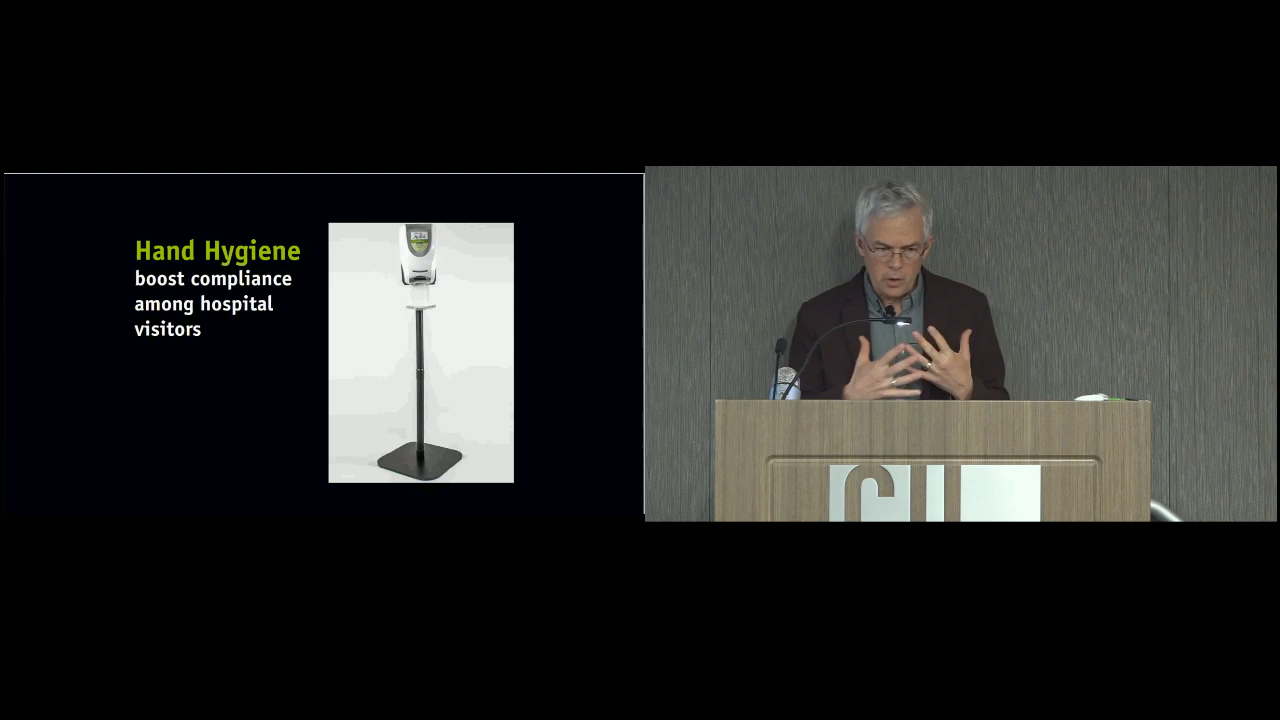 Hand Hygiene
boost compliance
among hospital
visitors